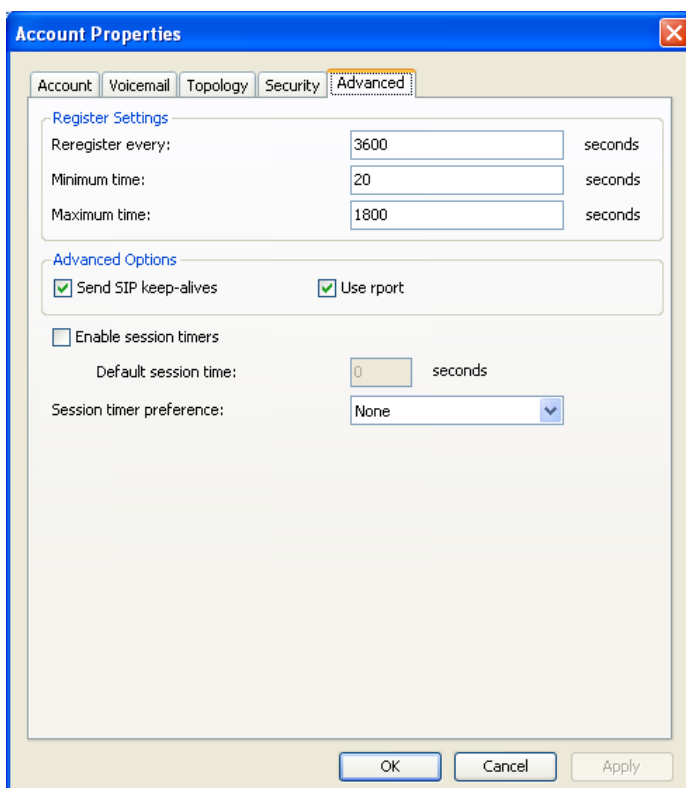 Account Properties
Account Voicemail Topology Security Advanced
Register Settings
Reregister every: 3600 seconds
Minimum time: 20 seconds
Maximum time: 1800 seconds
Advanced Options
Send SIP keep-alives Use rport
Enable session timers
Default session time: 0 seconds
Session timer preference: None
OK Cancel Apply